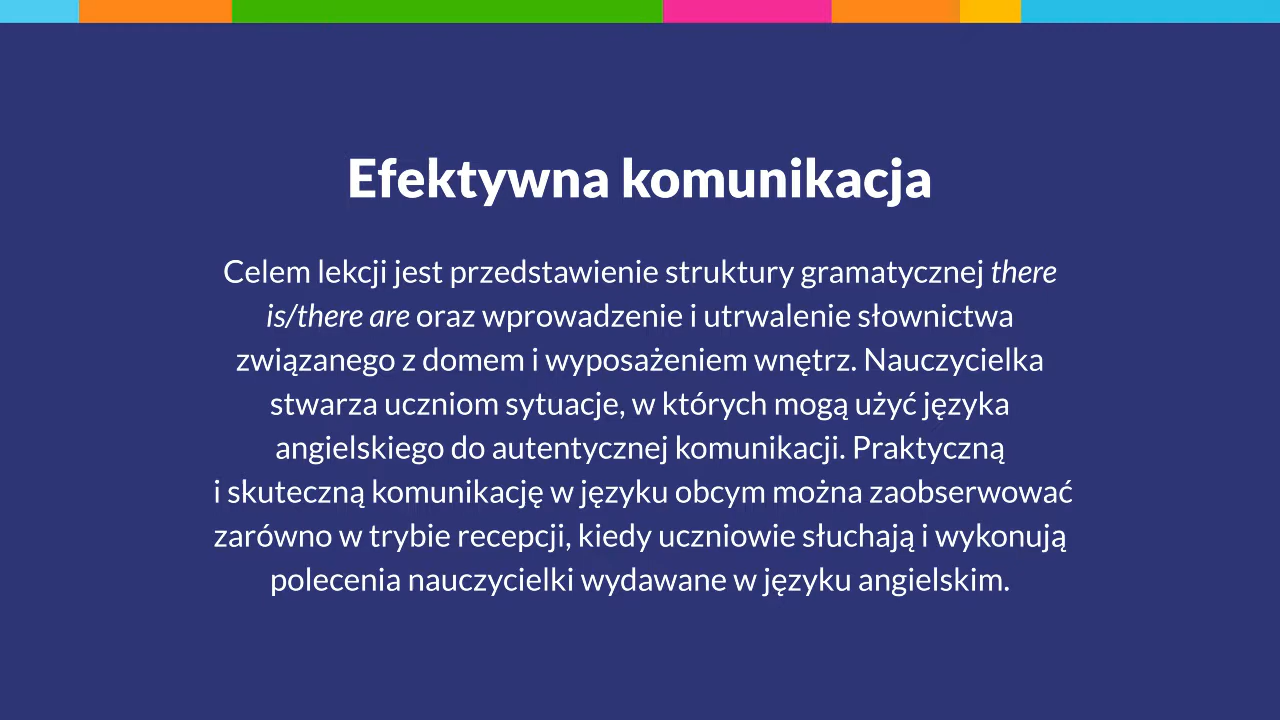 Efektywna komunikacja
Celem lekcji jest przedstawienie struktury gramatycznej there
is/there are oraz wprowadzenie i utrwalenie słownictwa
związanego z domem i wyposażeniem wnętrz. Nauczycielka
stwarza uczniom sytuacje, w których mogą użyć języka
angielskiego do autentycznej komunikacji. Praktyczną
i skuteczną komunikację w języku obcym można zaobserwować
zarówno w trybie recepcji, kiedy uczniowie słuchają i wykonują
polecenia nauczycielki wydawane w języku angielskim.